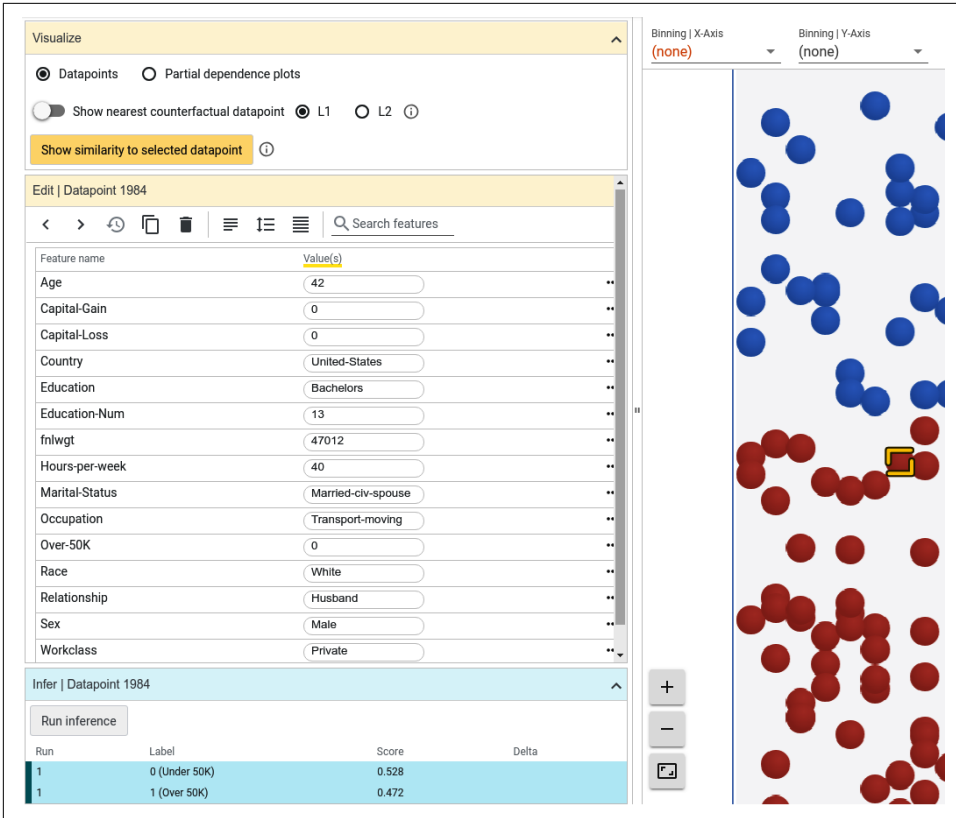 Visualize
Datapoints Partial dependence plots
Show nearest counterfactual datapoint L1 L2
Show similarity to selected datapoint
Edit | Datapoint 1984
Search features
Feature name Value(s)
Age 42
Capital-Gain 0
Capital-Loss 0
Country United-States
Education Bachelors
Education-Num 13
fnlwgt 47012
Hours-per-week 40
Marital-Status Married-civ-spouse
Occupation Transport-moving
Over-50K 0
Race White
Relationship Husband
Sex Male
Workclass Private
Infer | Datapoint 1984
Run inference
Run Label Score Delta
1 0 (Under 50K) 0.528
1 1 (Over 50K) 0.472
Binning | X-Axis Binning | Y-Axis
(none) (none)